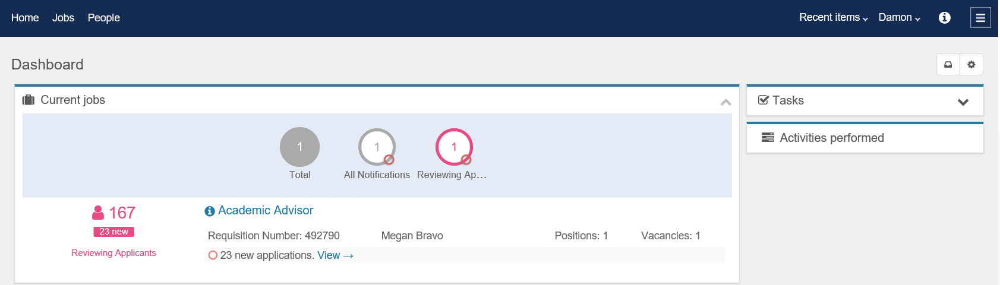 Home Jobs People Recent items Damon
Dashboard
Current jobs
1 1 1
Total All Notifications Reviewing Ap...
167
23 new
Reviewing Applicants
Academic Advisor
Requisition Number: 492790 Megan Bravo Positions: 1 Vacancies: 1
23 new applications. View →
Tasks
Activities performed